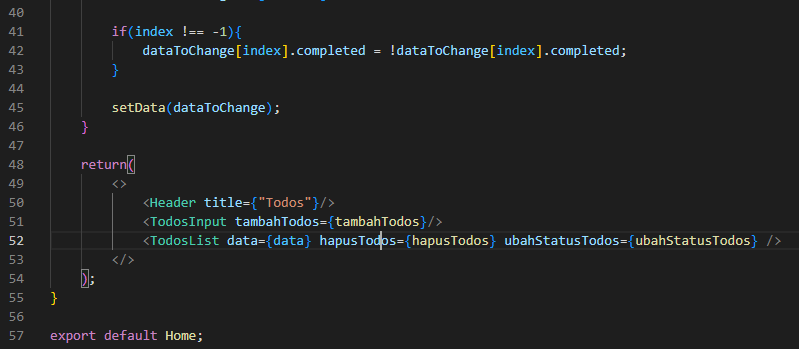 40
41 if(index !== -1){
42 dataToChange[index].completed = !dataToChange[index].completed;
43 }
44
45 setData(dataToChange);
46 }
47
48 return(
49 <>
50 <Header title={"Todos"}/>
51 <TodosInput tambahTodos={tambahTodos}/>
52 <TodosList data={data} hapusTodos={hapusTodos} ubahStatusTodos={ubahStatusTodos} />
53 </>
54 );
55 }
56
57 export default Home;